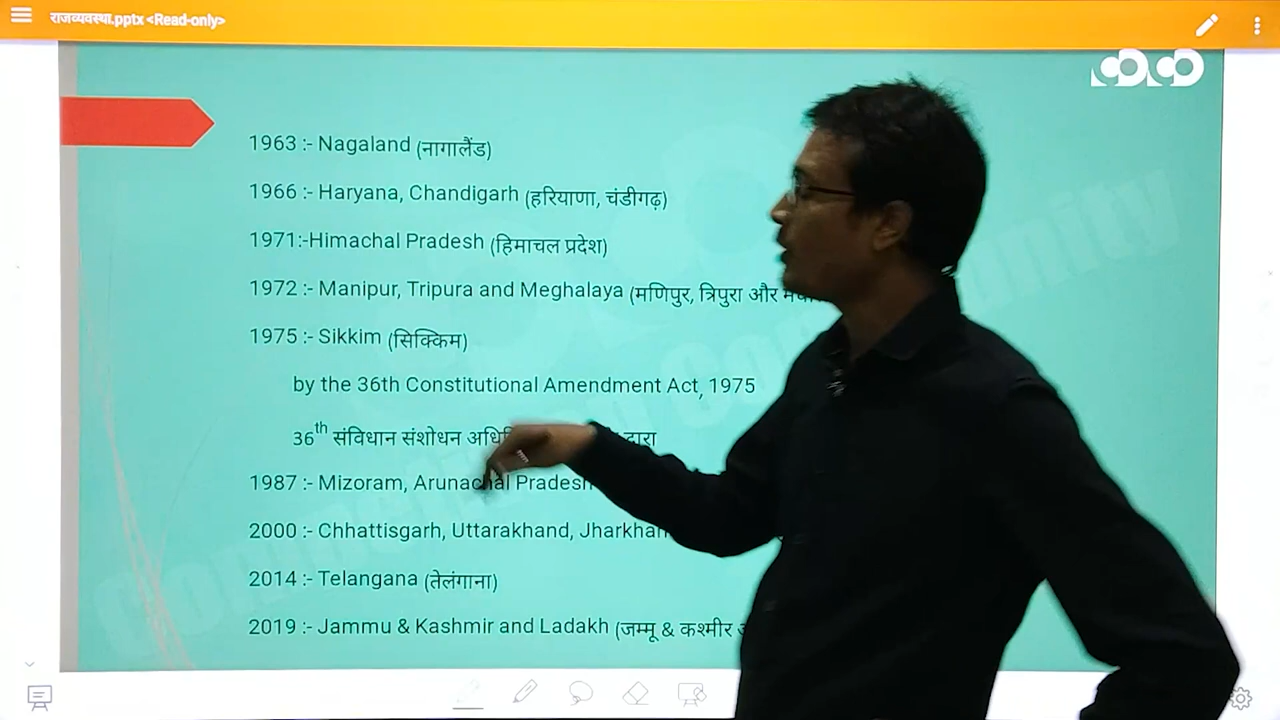 राजव्यवस्था.pptx <Read-only>
1963 :- Nagaland (नागालैंड)
1966 :- Haryana, Chandigarh (हरियाणा, चंडीगढ़)
1971:-Himachal Pradesh (हिमाचल प्रदेश)
1972 :- Manipur, Tripura and Meghalaya (मणिपुर, त्रिपुरा और
1975 :- Sikkim (सिक्किम)
by the 36th Constitutional Amendment Act, 1975
36th संविधान संशोधन द्वारा
1987 :- Mizoram, Arunachal Pradesh
2000 :- Chhattisgarh, Uttarakhand,
2014 :- Telangana (तेलंगाना)
2019 :- Jammu & Kashmir and Ladakh (जम्मू & कश्मीर